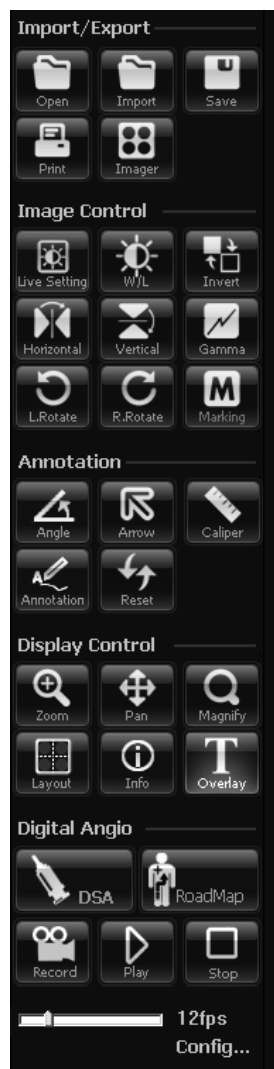 Import/Export
Open Import Save
Print Imager
Image Control
Live Setting W/L Invert
Horizontal Vertical Gamma
L.Rotate R.Rotate M Marking
Annotation
Angle Arrow Caliper
A Annotation Reset
Display Control
Zoom Pan Magnify
Layout Info T Overlay
Digital Angio
DSA RoadMap
Record Play Stop
12fps
Config...